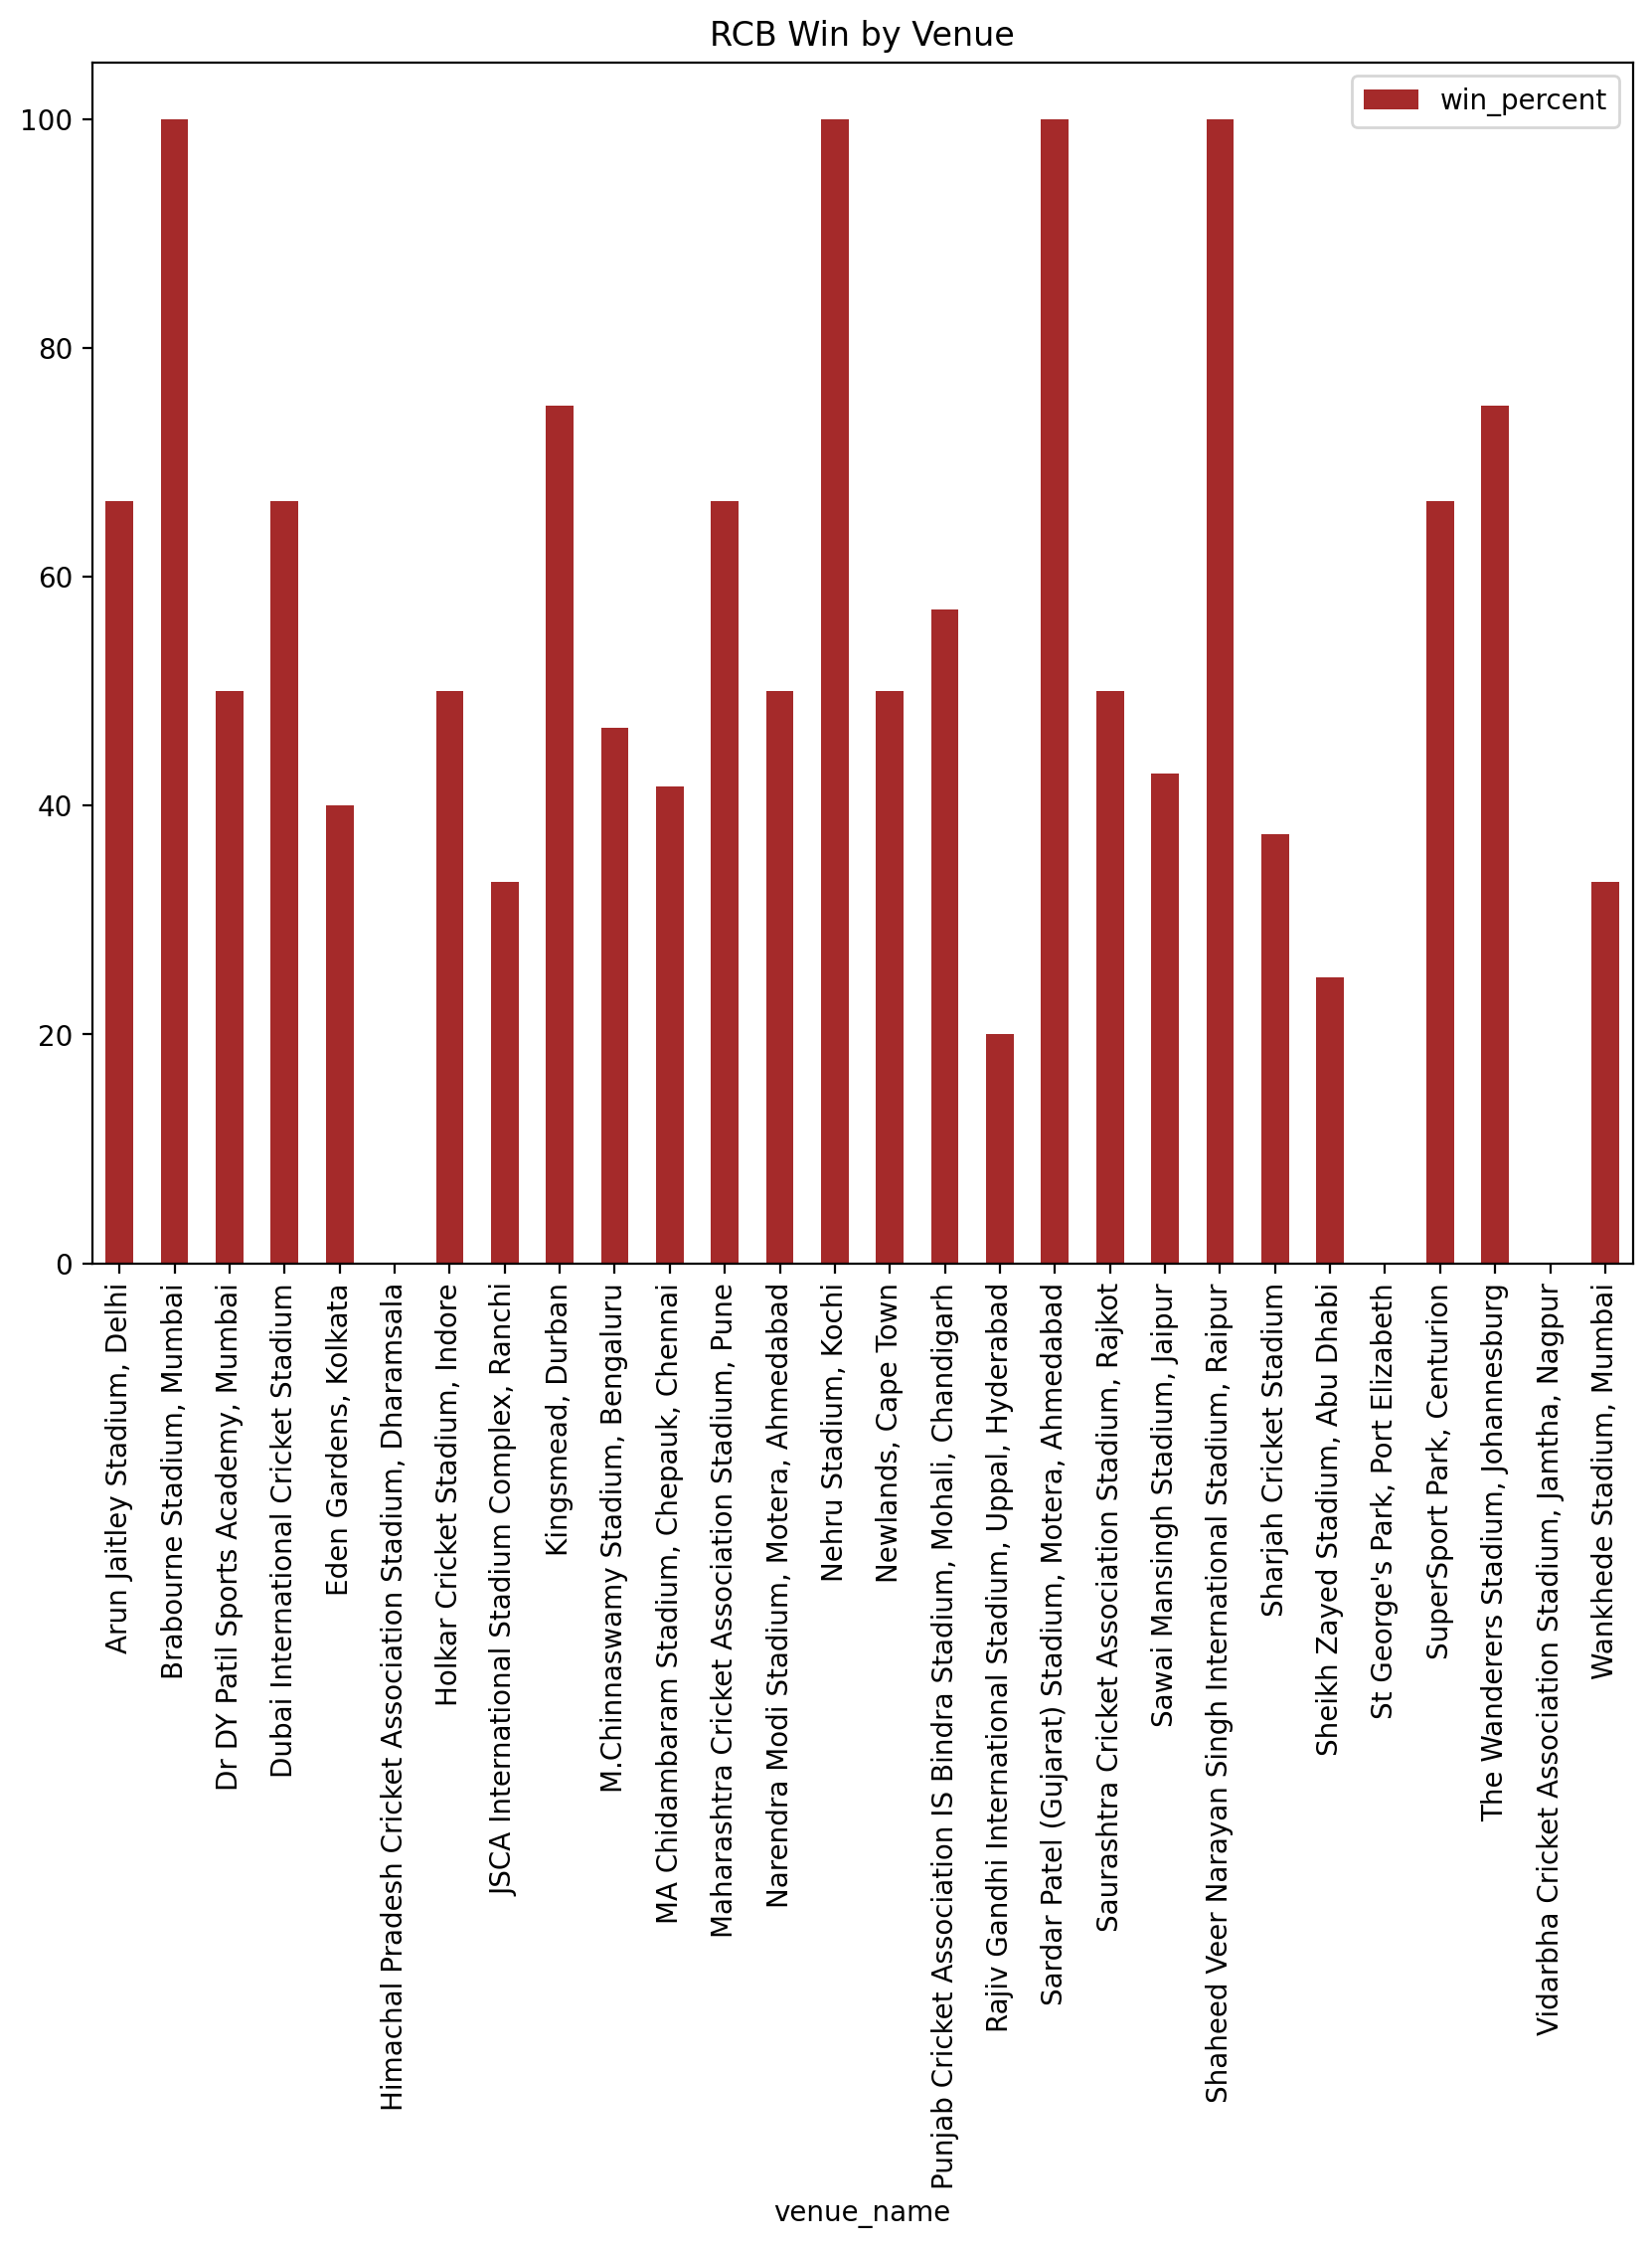 RCB Win by Venue
win_percent
100
80
60
40
20
0
Arun Jaitley Stadium, Delhi
Brabourne Stadium, Mumbai
Dr DY Patil Sports Academy, Mumbai
Dubai International Cricket Stadium
Eden Gardens, Kolkata
Himachal Pradesh Cricket Association Stadium, Dharamsala
Holkar Cricket Stadium, Indore
JSCA International Stadium Complex, Ranchi
Kingsmead, Durban
M.Chinnaswamy Stadium, Bengaluru
MA Chidambaram Stadium, Chepauk, Chennai
Maharashtra Cricket Association Stadium, Pune
Narendra Modi Stadium, Motera, Ahmedabad
Nehru Stadium, Kochi
Newlands, Cape Town
Punjab Cricket Association IS Bindra Stadium, Mohali, Chandigarh
Rajiv Gandhi International Stadium, Uppal, Hyderabad
Sardar Patel (Gujarat) Stadium, Motera, Ahmedabad
Saurashtra Cricket Association Stadium, Rajkot
Sawai Mansingh Stadium, Jaipur
Shaheed Veer Narayan Singh International Stadium, Raipur
Sharjah Cricket Stadium
Sheikh Zayed Stadium, Abu Dhabi
St George's Park, Port Elizabeth
SuperSport Park, Centurion
The Wanderers Stadium, Johannesburg
Vidarbha Cricket Association Stadium, Jamtha, Nagpur
Wankhede Stadium, Mumbai
venue_name